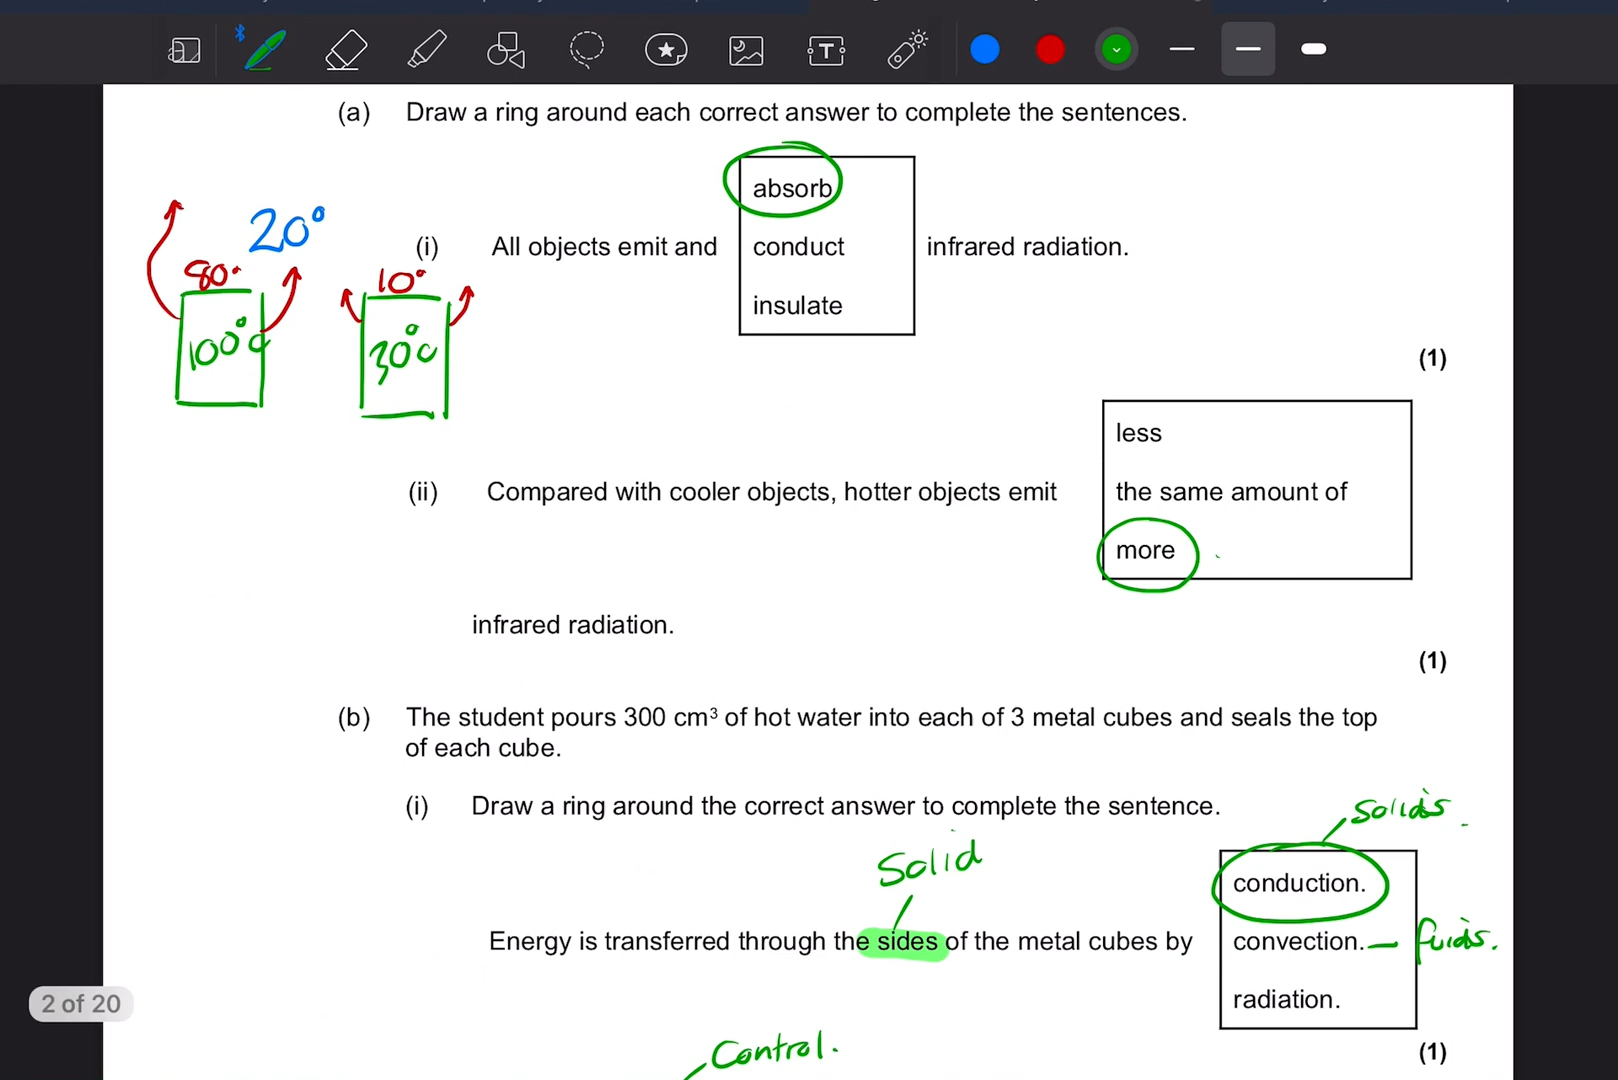 (a) Draw a ring around each correct answer to complete the sentences.
absorb
20°
(i) All objects emit and conduct infrared radiation.
80° 10°
insulate
100°c 30°c
(1)
less
(ii) Compared with cooler objects, hotter objects emit the same amount of
more
infrared radiation.
(1)
(b) The student pours 300 cm³ of hot water into each of 3 metal cubes and seals the top
of each cube.
(i) Draw a ring around the correct answer to complete the sentence.
Solids.
Solid
conduction.
Energy is transferred through the sides of the metal cubes by convection. — fluids.
radiation.
2 of 20
Control.
(1)